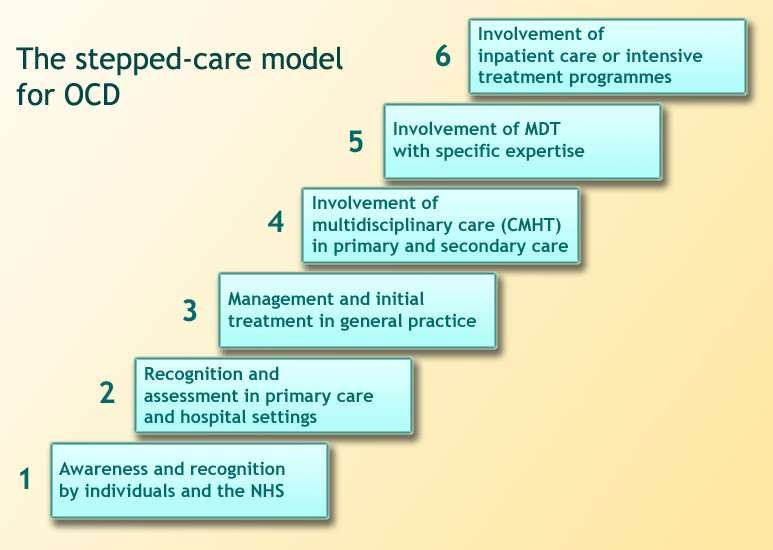 The stepped-care model
for OCD
6
Involvement of
inpatient care or intensive
treatment programmes
5
Involvement of MDT
with specific expertise
4
Involvement of
multidisciplinary care (CMHT)
in primary and secondary care
3
Management and initial
treatment in general practice
2
Recognition and
assessment in primary care
and hospital settings
1
Awareness and recognition
by individuals and the NHS